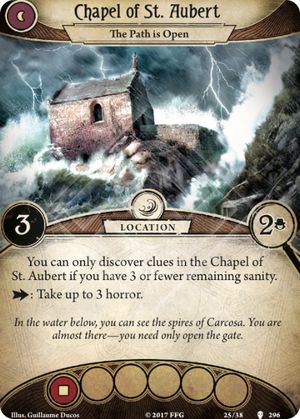 Chapel of St. Aubert
The Path is Open
3
LOCATION
2
You can only discover clues in the Chapel of
St. Aubert if you have 3 or fewer remaining sanity.
: Take up to 3 horror.
In the water below, you can see the spires of Carcosa. You are
almost there—you need only open the gate.
Illus. Guillaume Ducos
© 2017 FFG
25/38
296